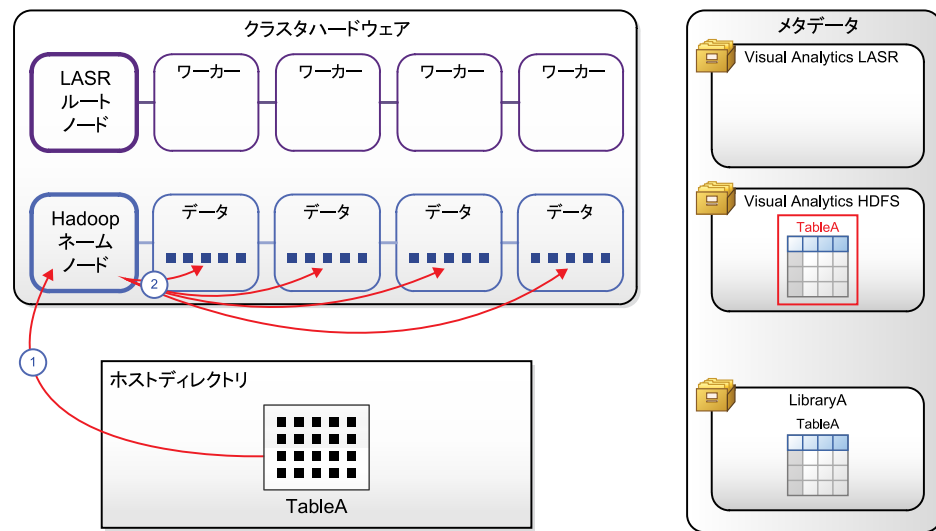 クラスタハードウェア
LASR
ルート
ノード
ワーカー
ワーカー
ワーカー
ワーカー
Hadoop
ネーム
ノード
データ
データ
データ
データ
2
1
ホストディレクトリ
TableA
メタデータ
Visual Analytics LASR
Visual Analytics HDFS
TableA
LibraryA
TableA